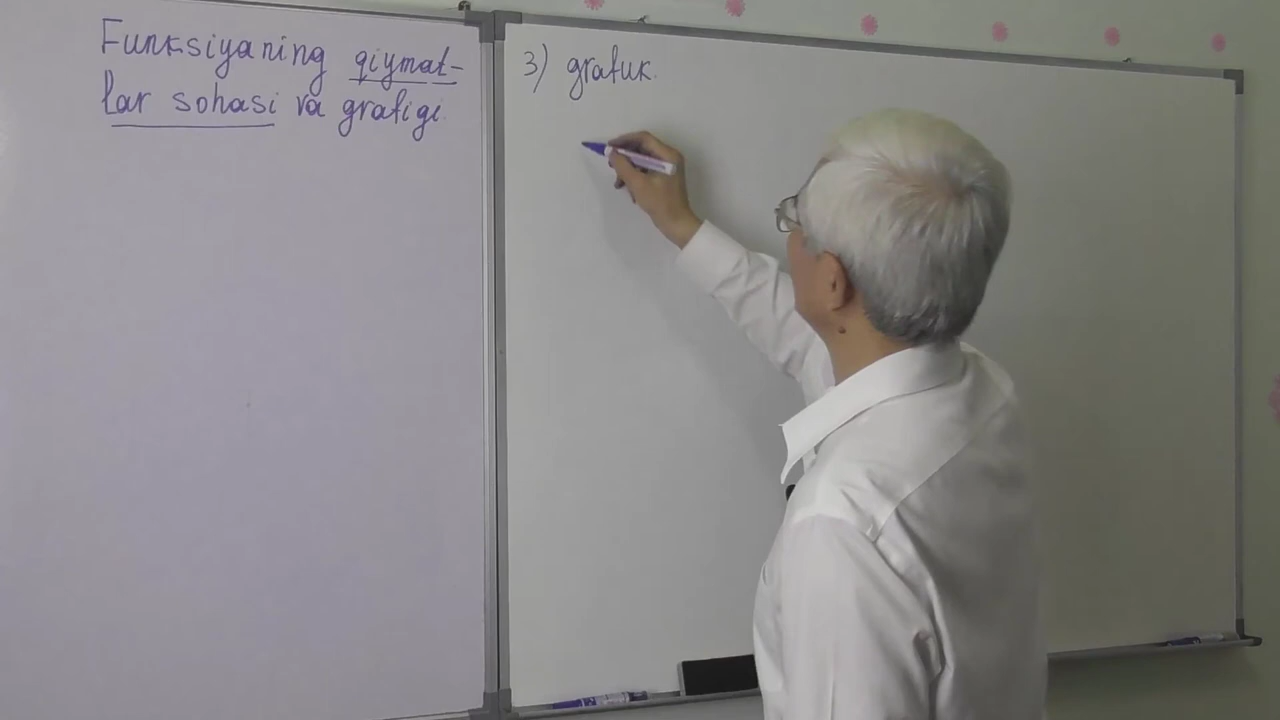 Funksiyaning qiymat-
lar sohasi va grafigi.
3) grafik.